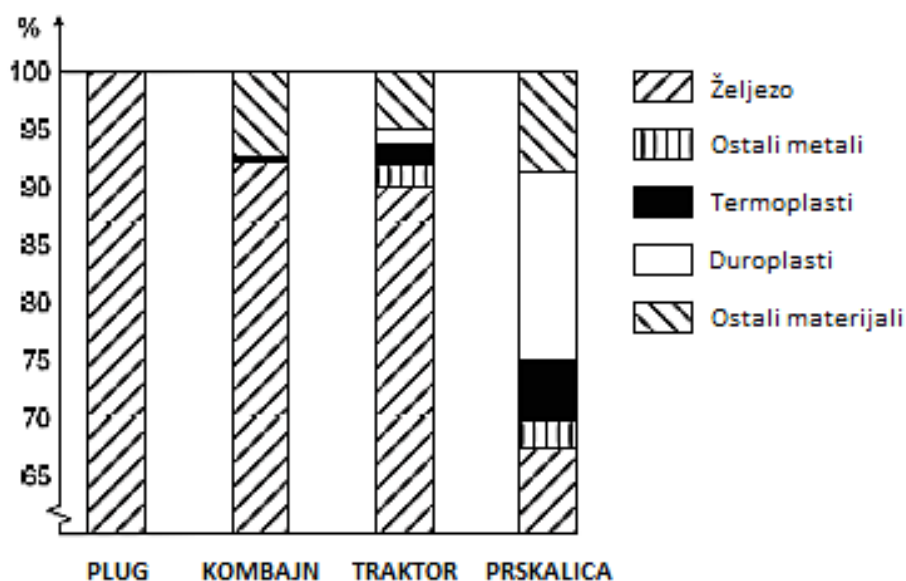 %
100
95
90
85
80
75
70
65
PLUG KOMBAJN TRAKTOR PRSKALICA
Željezo
Ostali metali
Termoplasti
Duroplasti
Ostali materijali